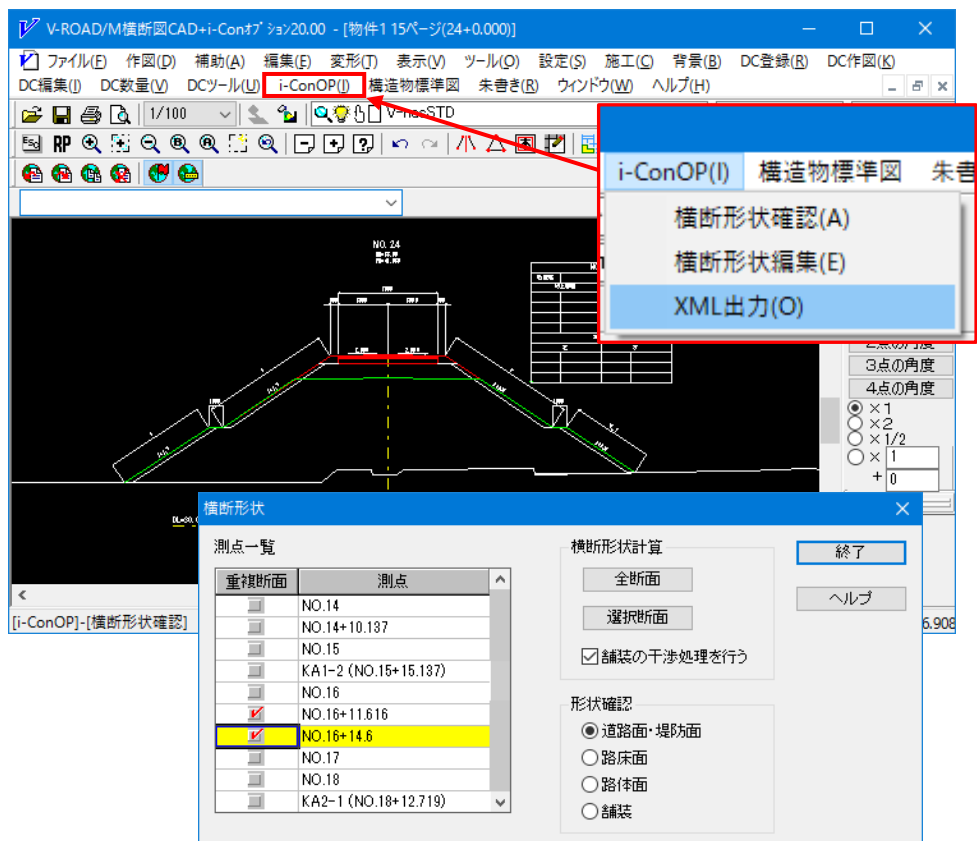 V-ROAD/M横断図CAD+i-Conオプション20.00 - [物件1 15ページ(24+0.000)]
ファイル(F) 作図(D) 補助(A) 編集(E) 変形(T) 表示(V) ツール(Q) 設定(S) 施工(C) 背景(B) DC登録(R) DC作図(K)
DC編集(J) DC数量(V) DCツール(U) i-ConOP(I) 構造物標準図 朱書き(R) ウインドウ(W) ヘルプ(H)
1/100
Esc RP
i-ConOP(I) 構造物標準図 朱書
横断形状確認(A)
横断形状編集(E)
XML出力(O)
NO. 24
3点の角度
4点の角度
×1
×2
×1/2
× 1
+ 0
[i-ConOP]-[横断形状確認]
6.908
横断形状
測点一覧
重複断面 測点
NO.14
NO.14+10.137
NO.15
KA1-2 (NO.15+15.137)
NO.16
NO.16+11.616
NO.16+14.6
NO.17
NO.18
KA2-1 (NO.18+12.719)
横断形状計算
全断面
選択断面
舗装の干渉処理を行う
形状確認
道路面・堤防面
路床面
路体面
舗装
終了
ヘルプ